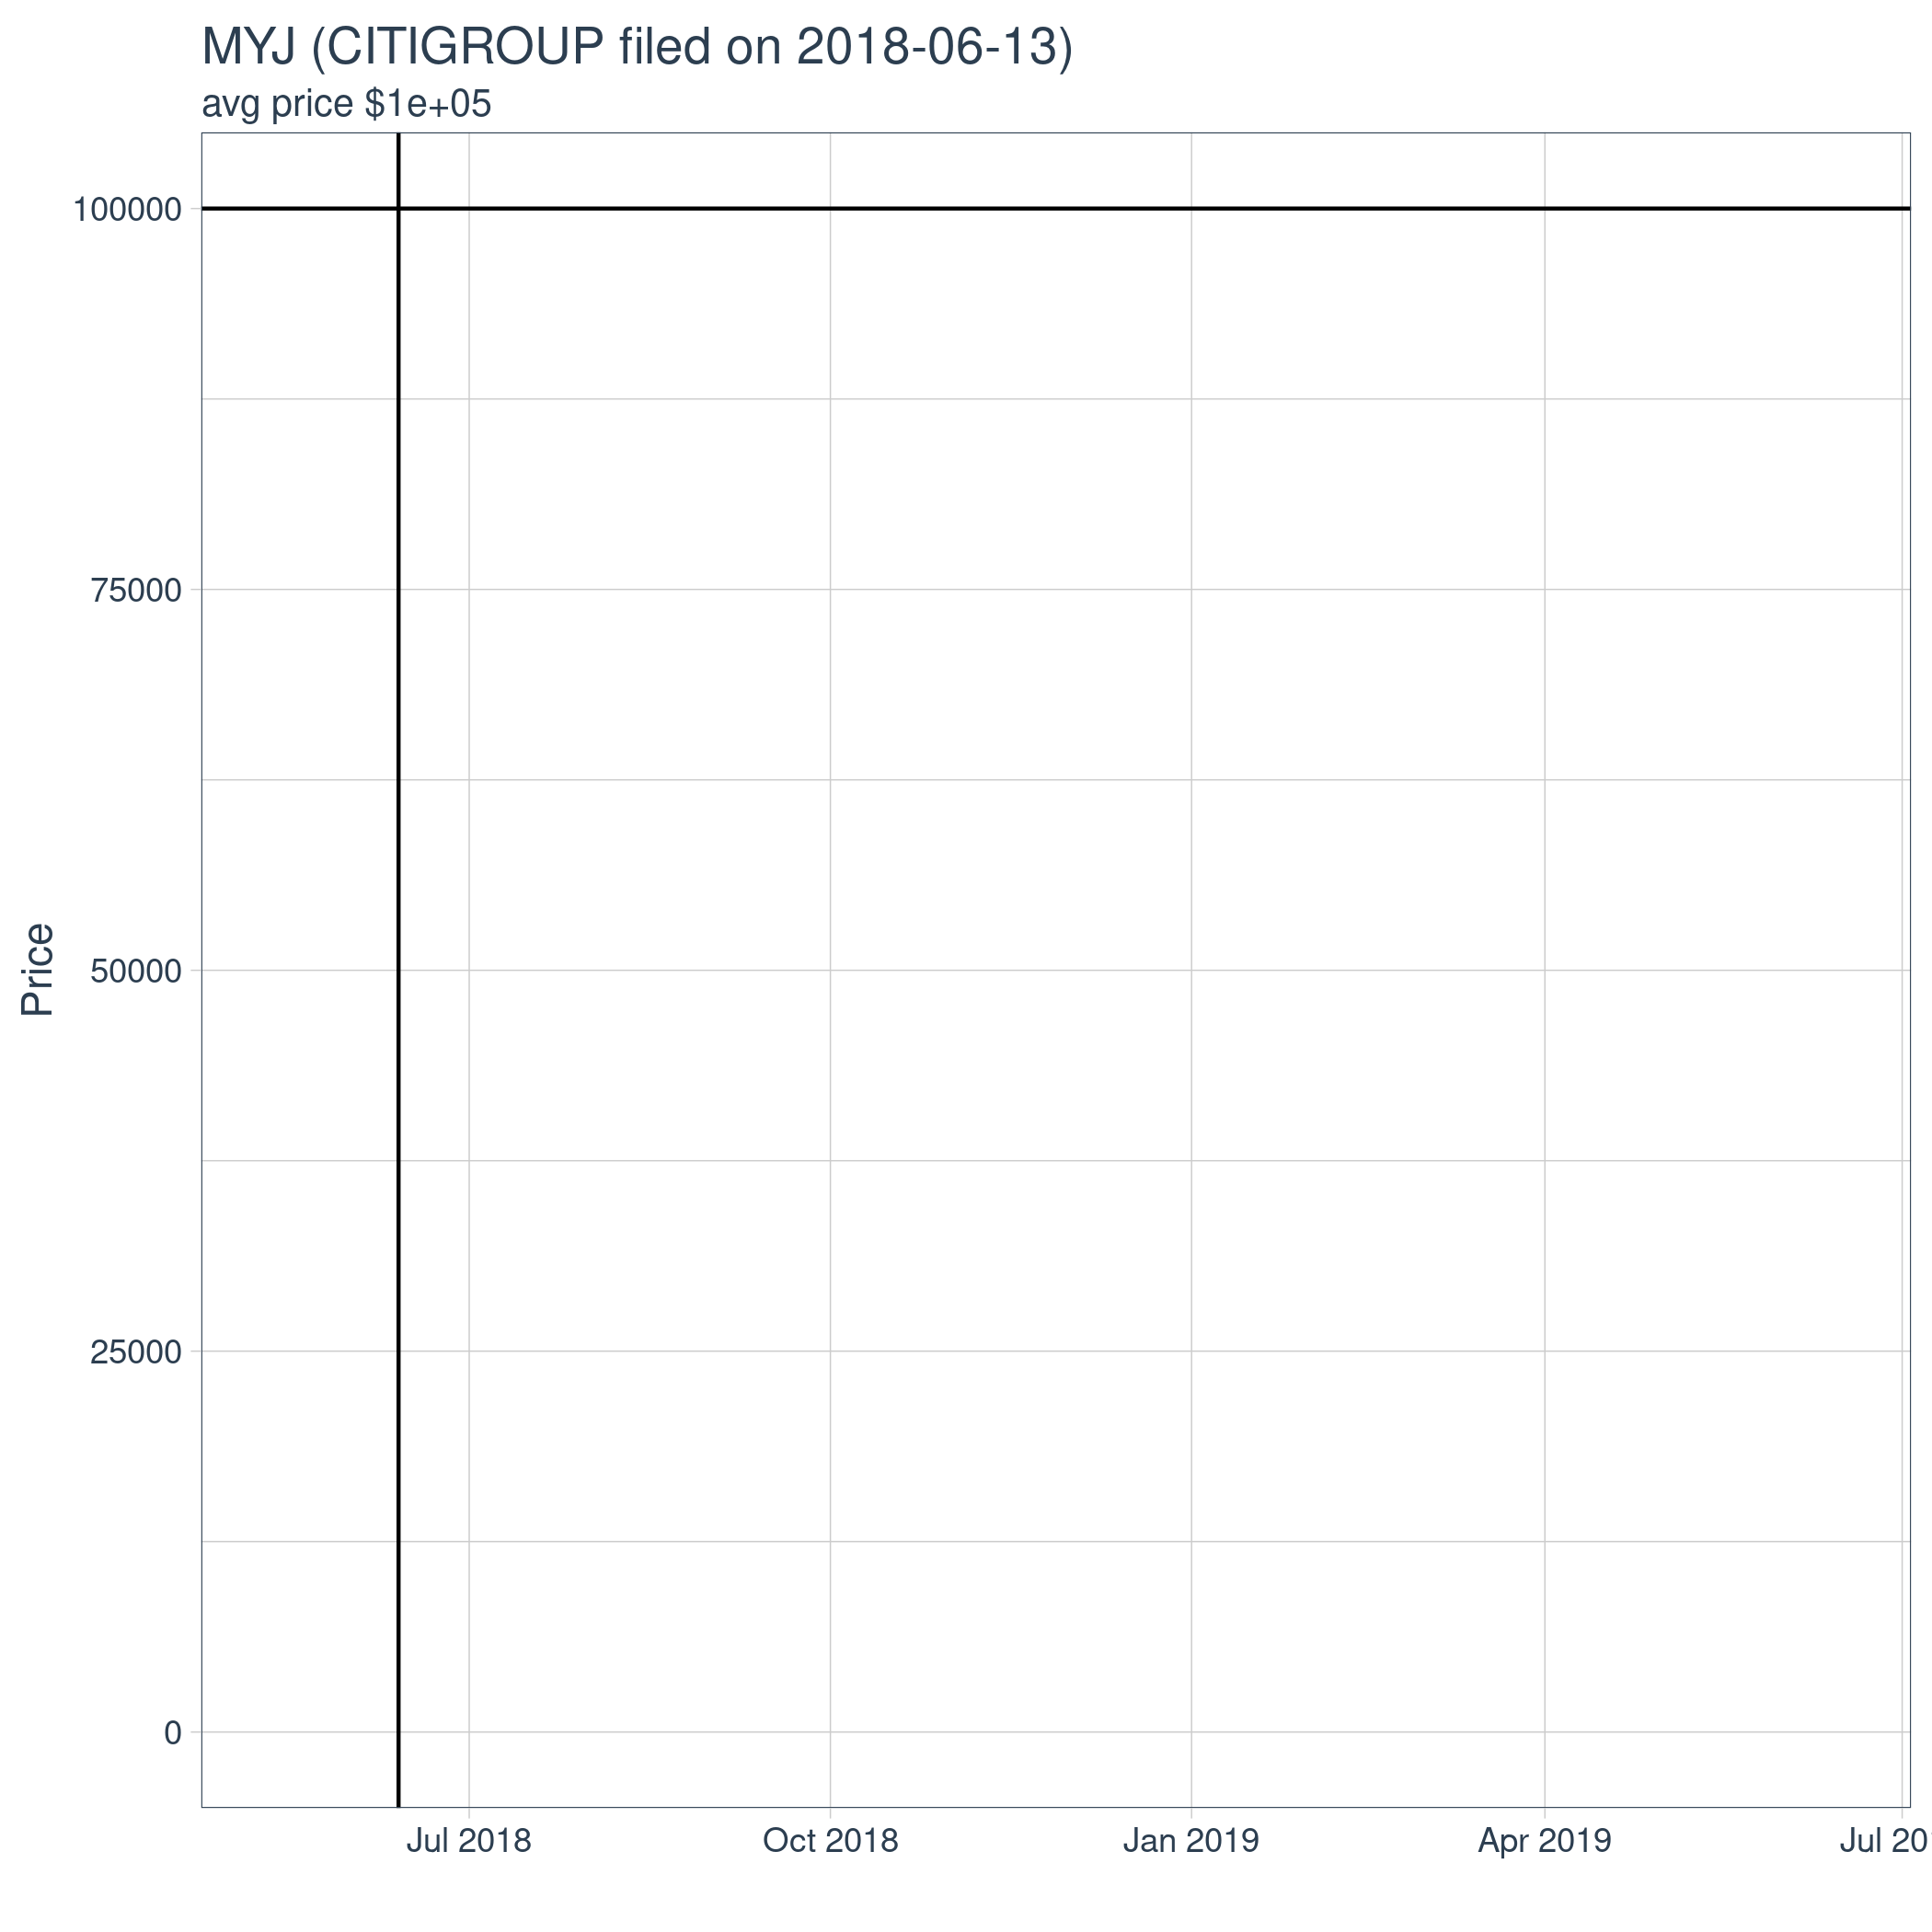 MYJ (CITIGROUP filed on 2018-06-13)
avg price $1e+05
100000
75000
50000
25000
0
Price
Jul 2018
Oct 2018
Jan 2019
Apr 2019
Jul 20